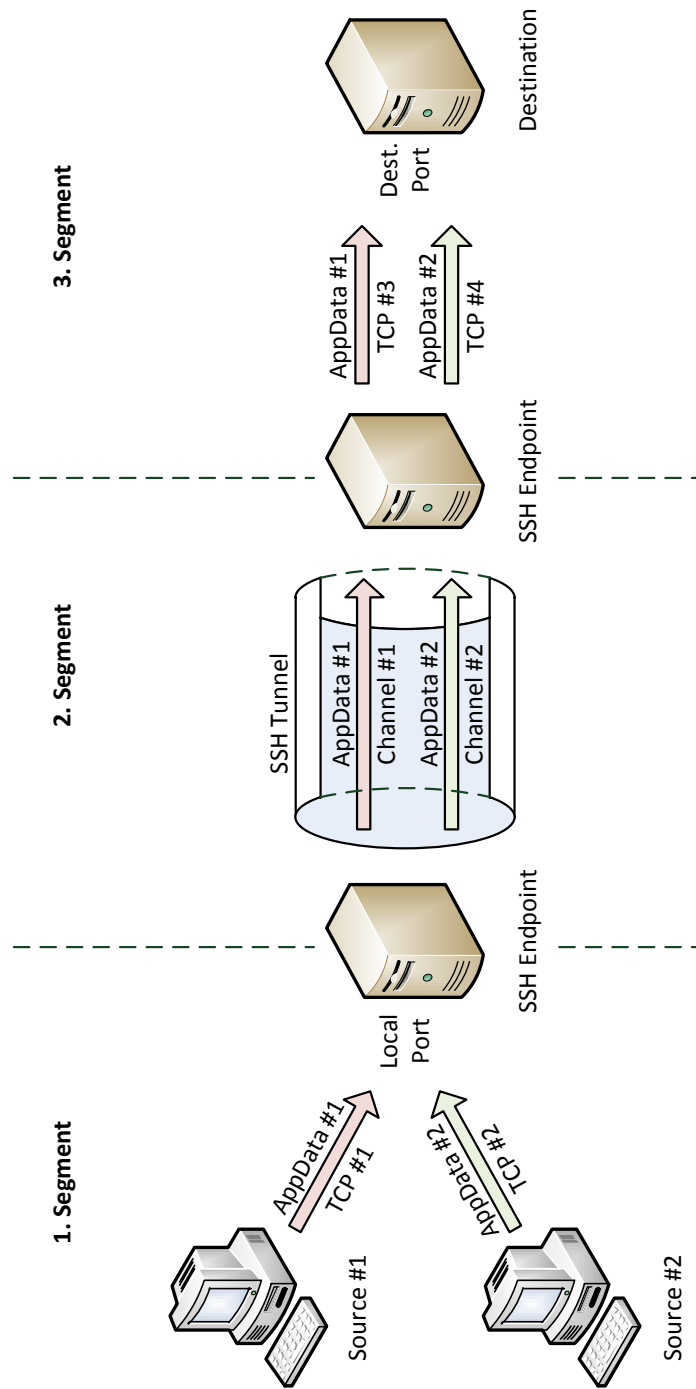 1. Segment
2. Segment
3. Segment
Source #1
AppData #1
TCP #1
Source #2
AppData #2
TCP #2
Local
Port
SSH Endpoint
SSH Tunnel
AppData #1
Channel #1
AppData #2
Channel #2
SSH Endpoint
AppData #1
TCP #3
AppData #2
TCP #4
Dest.
Port
Destination